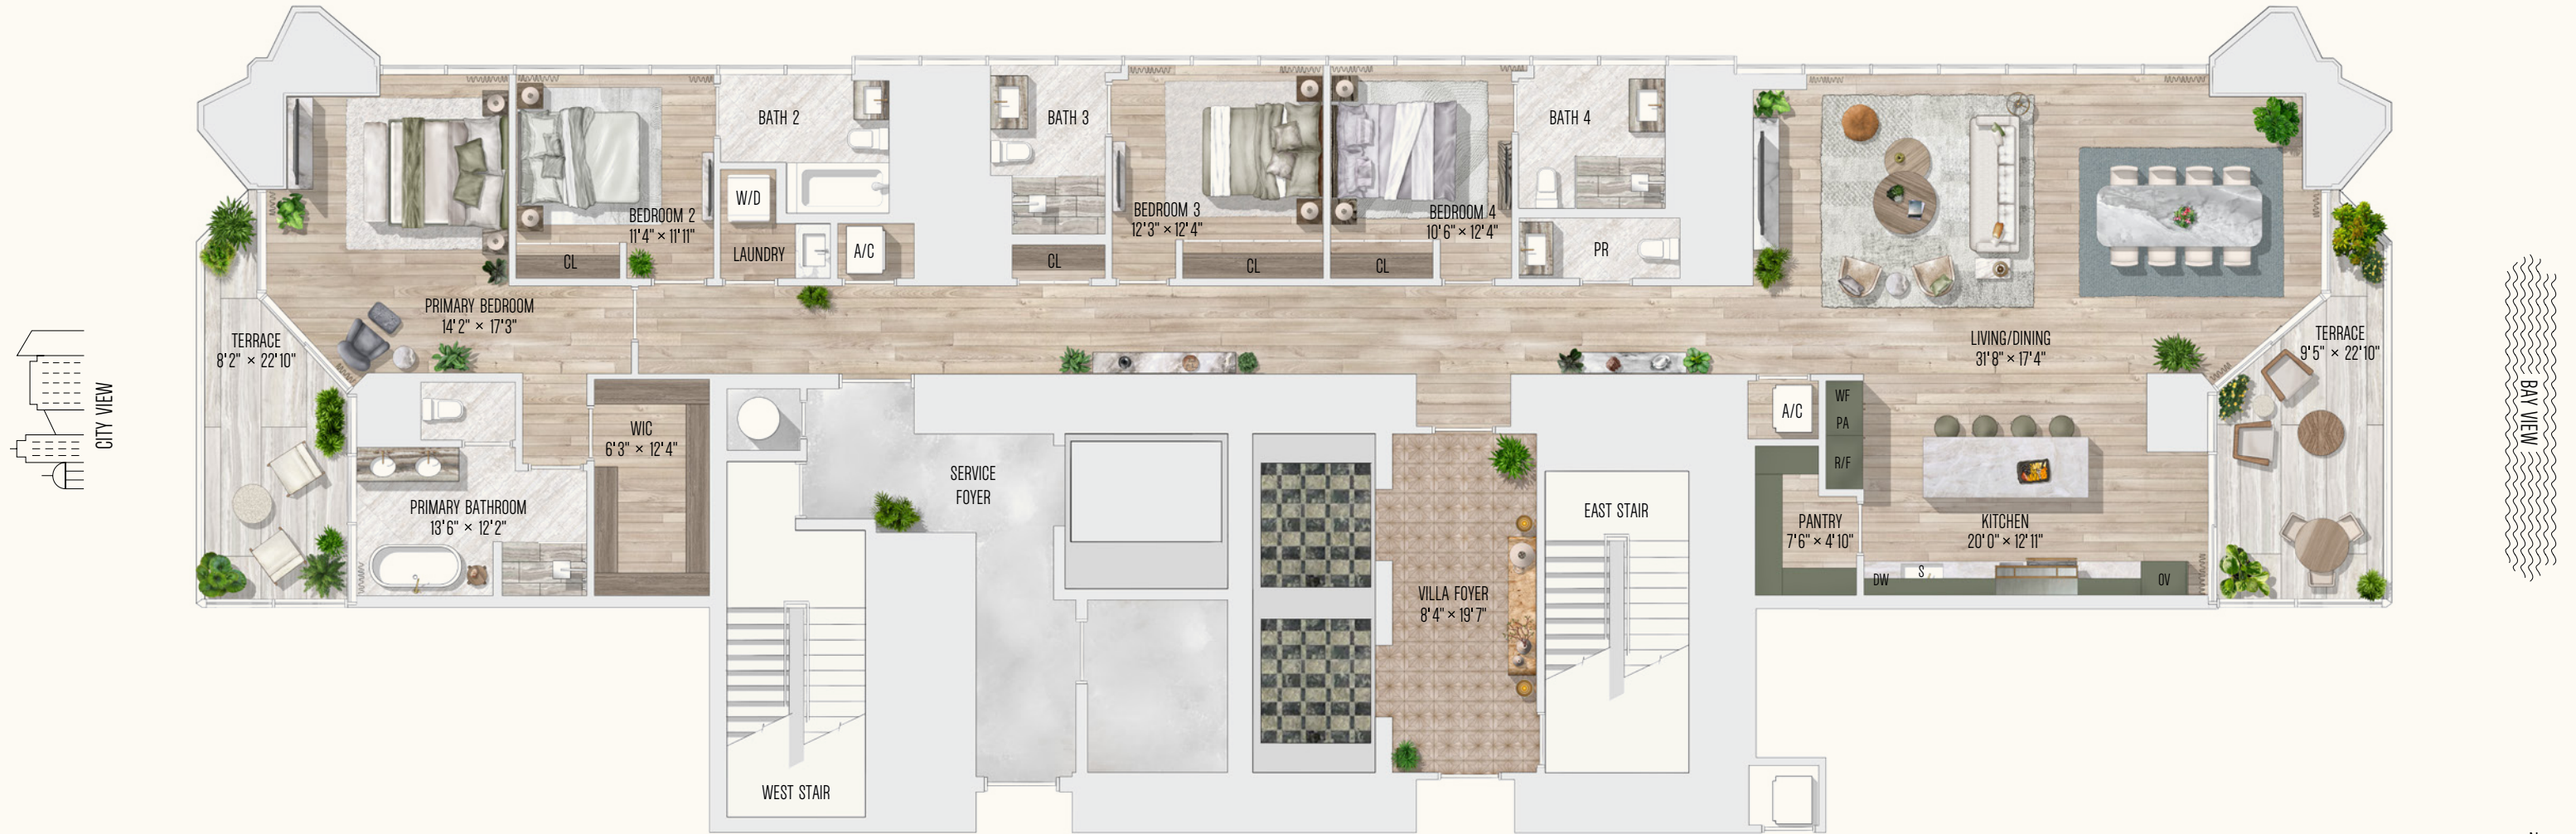 BATH 2
BATH 3
BATH 4
W/D
BEDROOM 2
11'4" × 11'11"
BEDROOM 3
12'3" × 12'4"
BEDROOM 4
10'6" × 12'4"
LAUNDRY
A/C
PR
CL
CL
CL
CL
PRIMARY BEDROOM
14'2" × 17'3"
TERRACE
8'2" × 22'10"
LIVING/DINING
31'8" × 17'4"
TERRACE
9'5" × 22'10"
CITY VIEW
BAY VIEW
WIC
6'3" × 12'4"
A/C
WF
PA
R/F
SERVICE
FOYER
PRIMARY BATHROOM
13'6" × 12'2"
EAST STAIR
PANTRY
7'6" × 4'10"
KITCHEN
20'0" × 12'11"
DW
S
OV
VILLA FOYER
8'4" × 19'7"
WEST STAIR